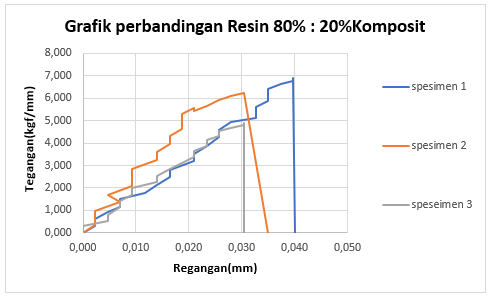 Grafik perbandingan Resin 80% : 20%Komposit
8,000
7,000
6,000
5,000
4,000
3,000
2,000
1,000
0,000
Tegangan(kgf/mm)
0,000 0,010 0,020 0,030 0,040 0,050
Regangan(mm)
spesimen 1
spesimen 2
speseimen 3